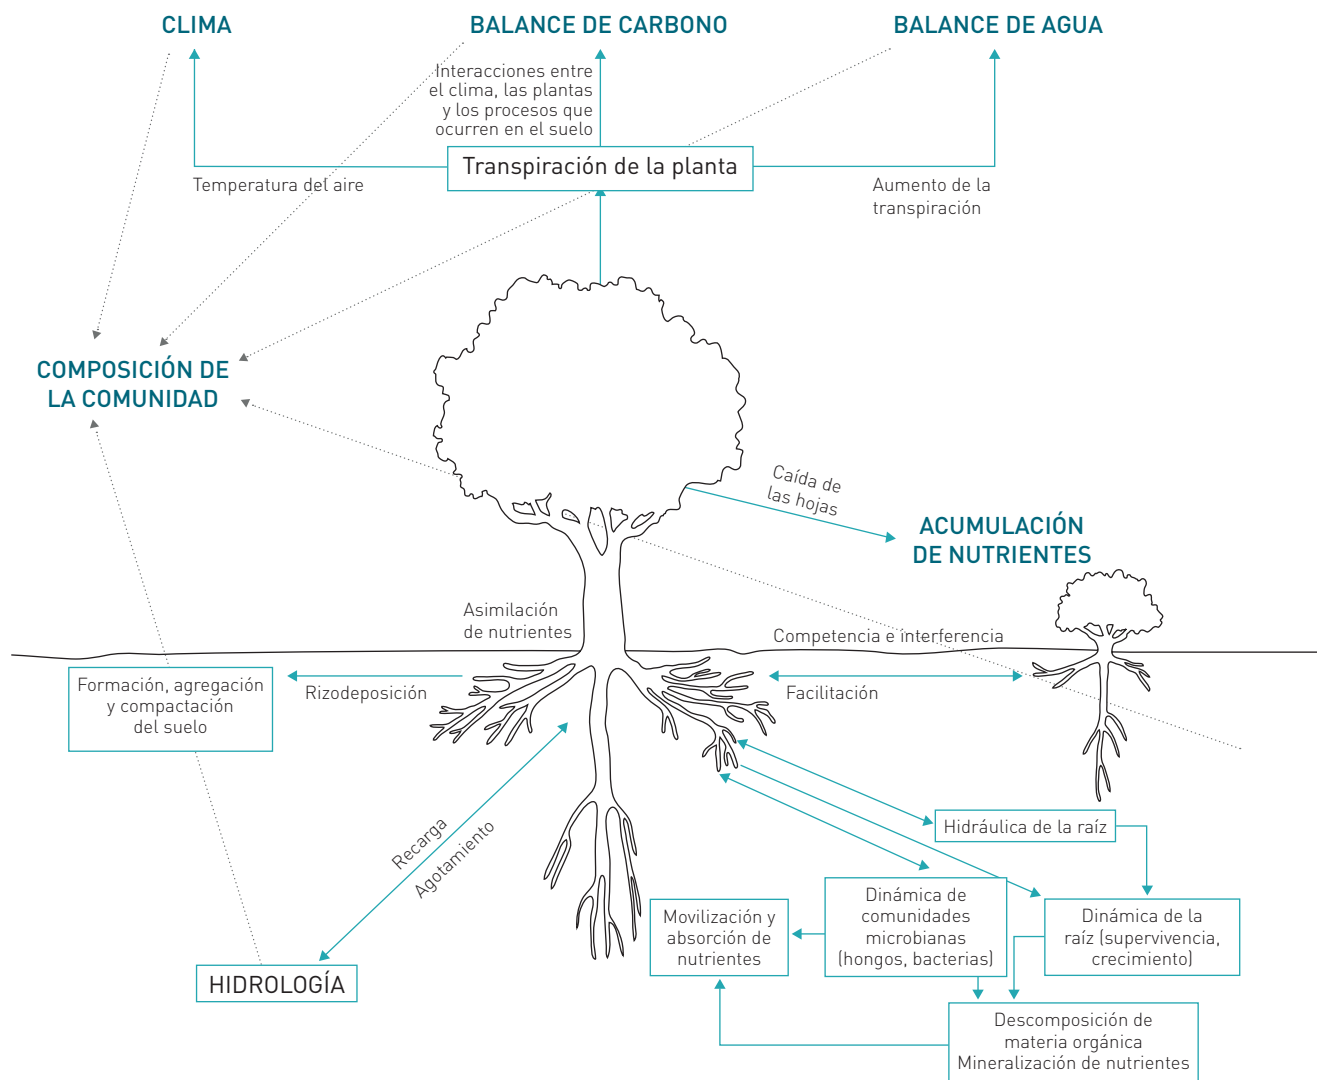 CLIMA
BALANCE DE CARBONO
BALANCE DE AGUA
Interacciones entre
el clima, las plantas
y los procesos que
ocurren en el suelo
Transpiración de la planta
Temperatura del aire
Aumento de la
transpiración
COMPOSICIÓN DE
LA COMUNIDAD
Caída de
las hojas
ACUMULACIÓN
DE NUTRIENTES
Asimilación
de nutrientes
Competencia e interferencia
Formación, agregación
y compactación
del suelo
Rizodeposición
Facilitación
Recarga
Agotamiento
Hidráulica de la raíz
Movilización y
absorción de
nutrientes
Dinámica de
comunidades
microbianas
(hongos, bacterias)
Dinámica de la
raíz (supervivencia,
crecimiento)
HIDROLOGÍA
Descomposición de
materia orgánica
Mineralización de nutrientes